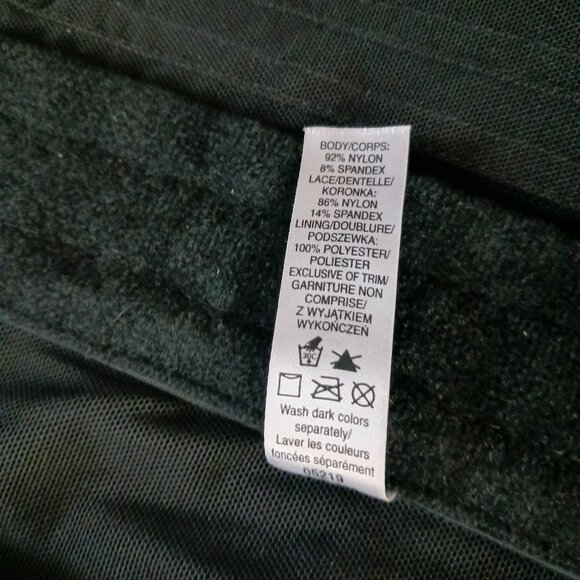 BODY/CORPS:
92% NYLON
8% SPANDEX
LACE/DENTELLE/
KORONKA:
86% NYLON
14% SPANDEX
LINING/DOUBLURE/
PODSZEWKA:
100% POLYESTER/
POLIESTER
EXCLUSIVE OF TRIM/
GARNITURE NON
COMPRISE/
Z WYJĄTKIEM
WYKOŃCZEŃ
30C
Wash dark colors
separately/
Laver les couleurs
foncées séparément
05219